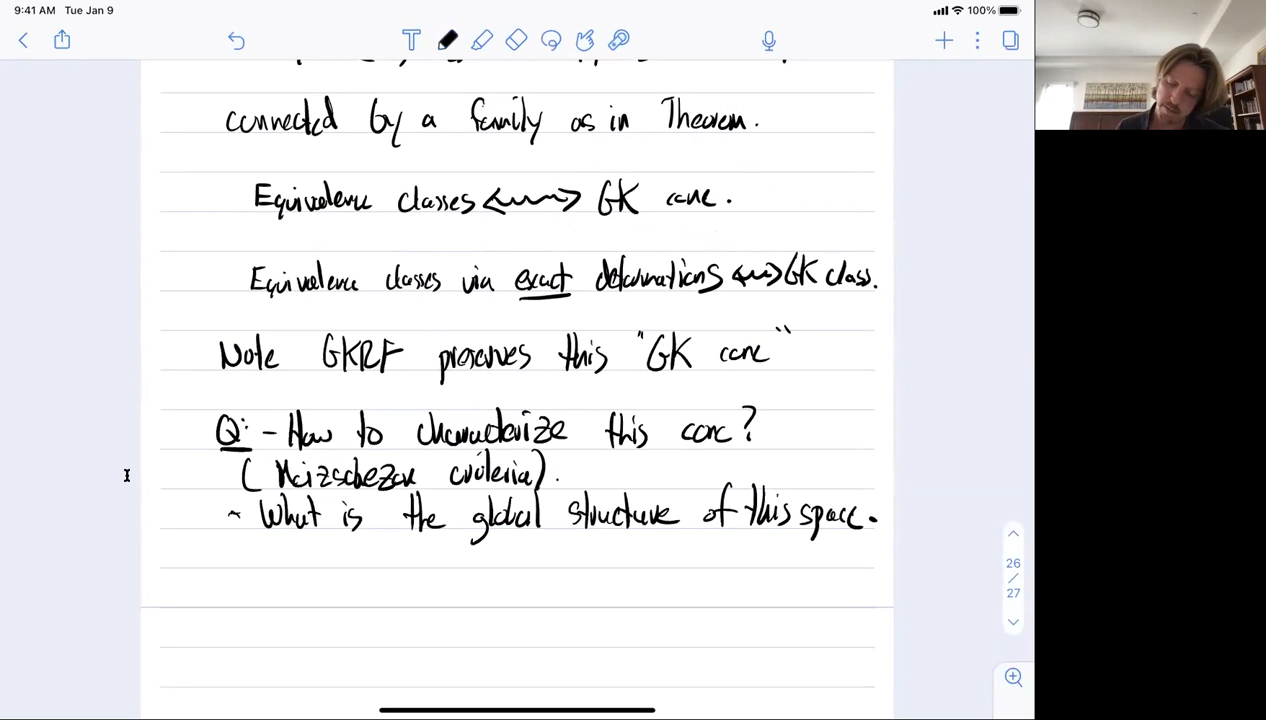 9:41 AM Tue Jan 9
100%
connected by a family as in Theorem.
Equivalence classes <~~> GK cone.
Equivalence classes via exact deformations <~~> GK class.
Note GKRF preserves this "GK cone"
Q: - How to characterize this cone?
criteria).
- What is the global structure of this space.
26
/
27